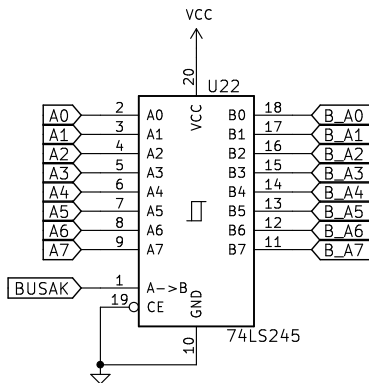 VCC
20
U22
A0 2 A0 VCC B0 18 B_A0
A1 3 A1 B1 17 B_A1
A2 4 A2 B2 16 B_A2
A3 5 A3 B3 15 B_A3
A4 6 A4 B4 14 B_A4
A5 7 A5 B5 13 B_A5
A6 8 A6 B6 12 B_A6
A7 9 A7 B7 11 B_A7
BUSAK 1 A->B
19 CE GND
10
74LS245